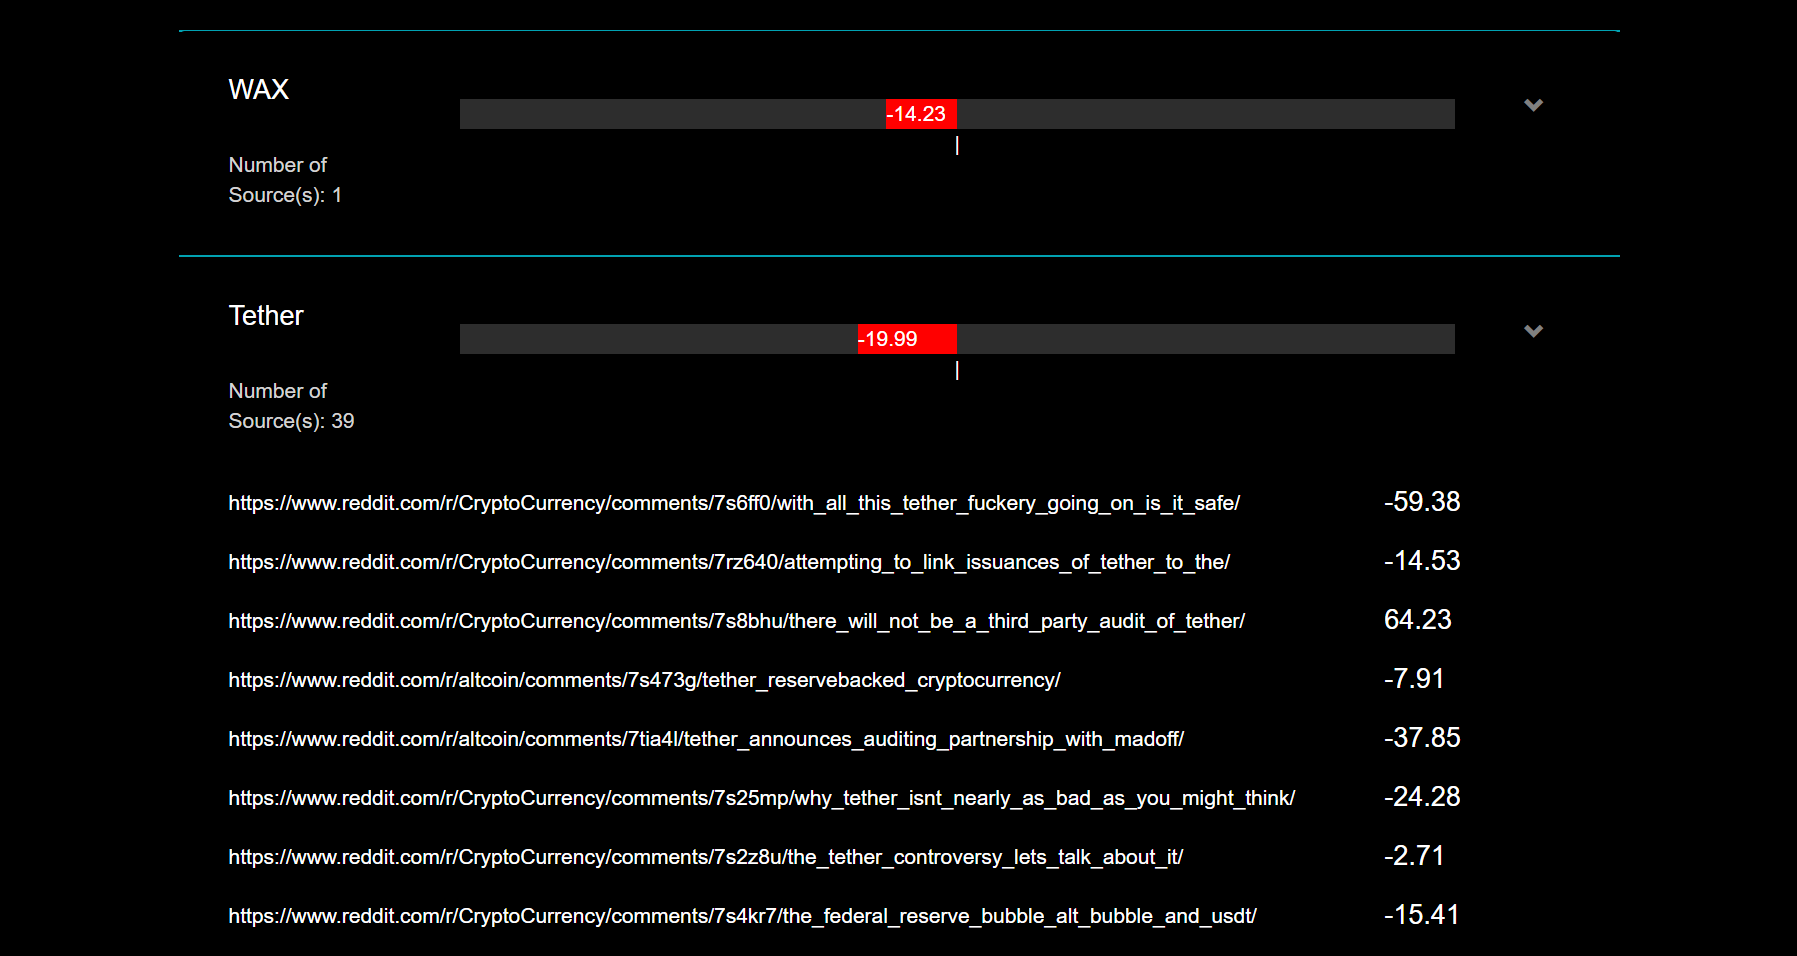 WAX
-14.23
|
Number of
Source(s): 1
Tether
-19.99
|
Number of
Source(s): 39
https://www.reddit.com/r/CryptoCurrency/comments/7s6ff0/with_all_this_tether_fuckery_going_on_is_it_safe/ -59.38
https://www.reddit.com/r/CryptoCurrency/comments/7rz640/attempting_to_link_issuances_of_tether_to_the/ -14.53
https://www.reddit.com/r/CryptoCurrency/comments/7s8bhu/there_will_not_be_a_third_party_audit_of_tether/ 64.23
https://www.reddit.com/r/altcoin/comments/7s473g/tether_reservebacked_cryptocurrency/ -7.91
https://www.reddit.com/r/altcoin/comments/7tia4l/tether_announces_auditing_partnership_with_madoff/ -37.85
https://www.reddit.com/r/CryptoCurrency/comments/7s25mp/why_tether_isnt_nearly_as_bad_as_you_might_think/ -24.28
https://www.reddit.com/r/CryptoCurrency/comments/7s2z8u/the_tether_controversy_lets_talk_about_it/ -2.71
https://www.reddit.com/r/CryptoCurrency/comments/7s4kr7/the_federal_reserve_bubble_alt_bubble_and_usdt/ -15.41